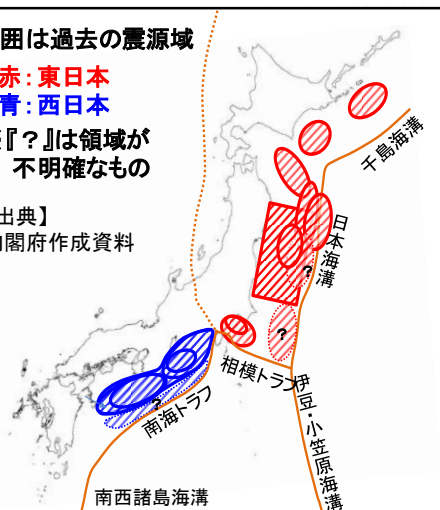 囲は過去の震源域
赤：東日本
青：西日本
『？』は領域が
不明確なもの
出典】
閣府作成資料
千島海溝
日本海溝
？
？
相模トラフ
伊豆・小笠原海溝
？
南海トラフ
南西諸島海溝